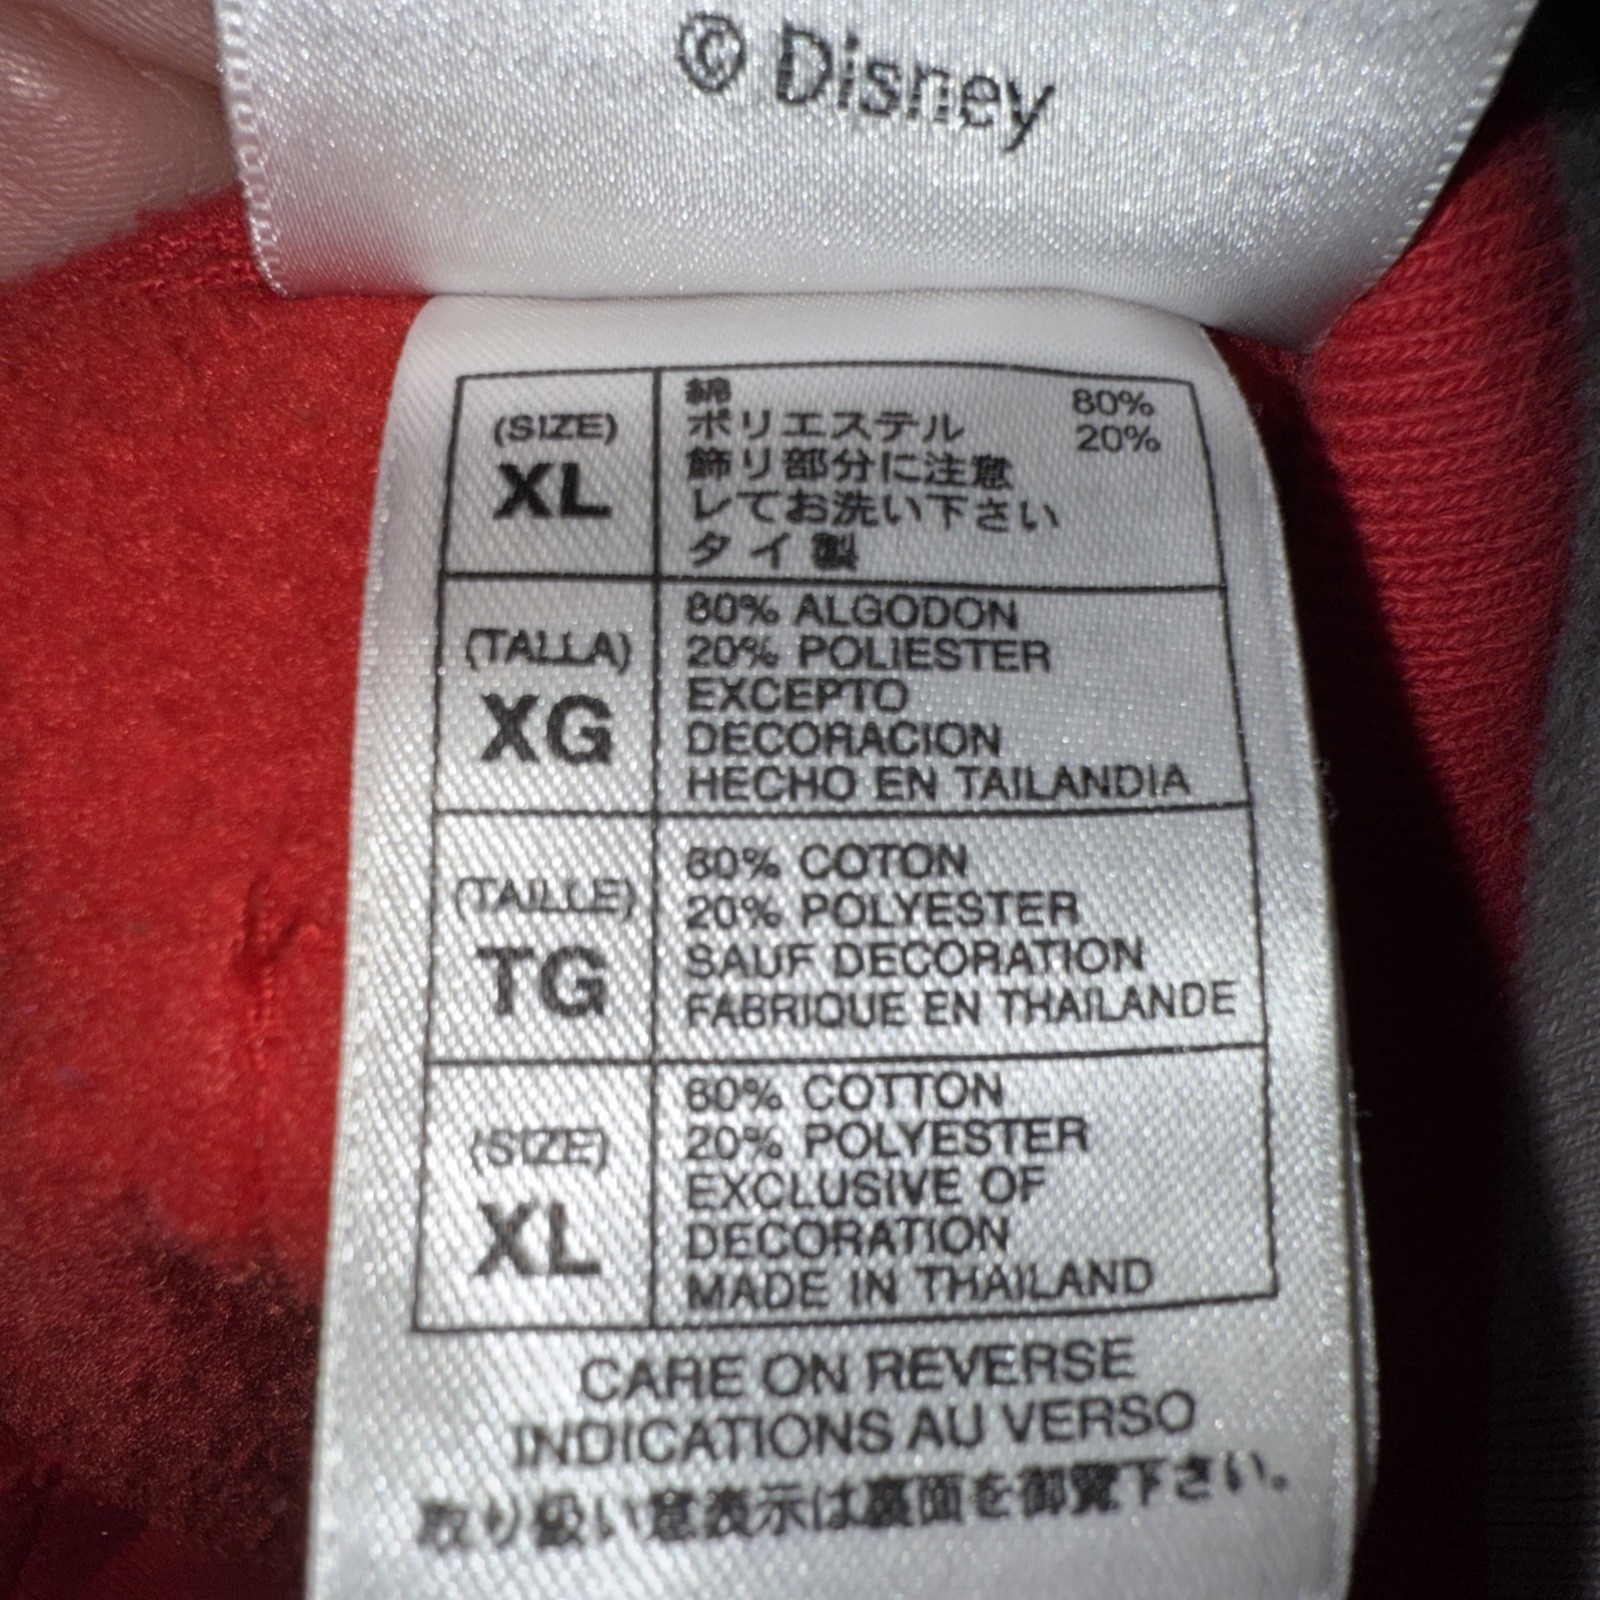 © Disney
(SIZE)
XL
綿 80%
ポリエステル 20%
飾り部分に注意
レてお洗い下さい
タイ製
(TALLA)
XG
80% ALGODON
20% POLIESTER
EXCEPTO
DECORACION
HECHO EN TAILANDIA
(TAILLE)
TG
80% COTON
20% POLYESTER
SAUF DECORATION
FABRIQUE EN THAILANDE
(SIZE)
XL
80% COTTON
20% POLYESTER
EXCLUSIVE OF
DECORATION
MADE IN THAILAND
CARE ON REVERSE
INDICATIONS AU VERSO
取り扱い意表示は裏面を御覽下さい。